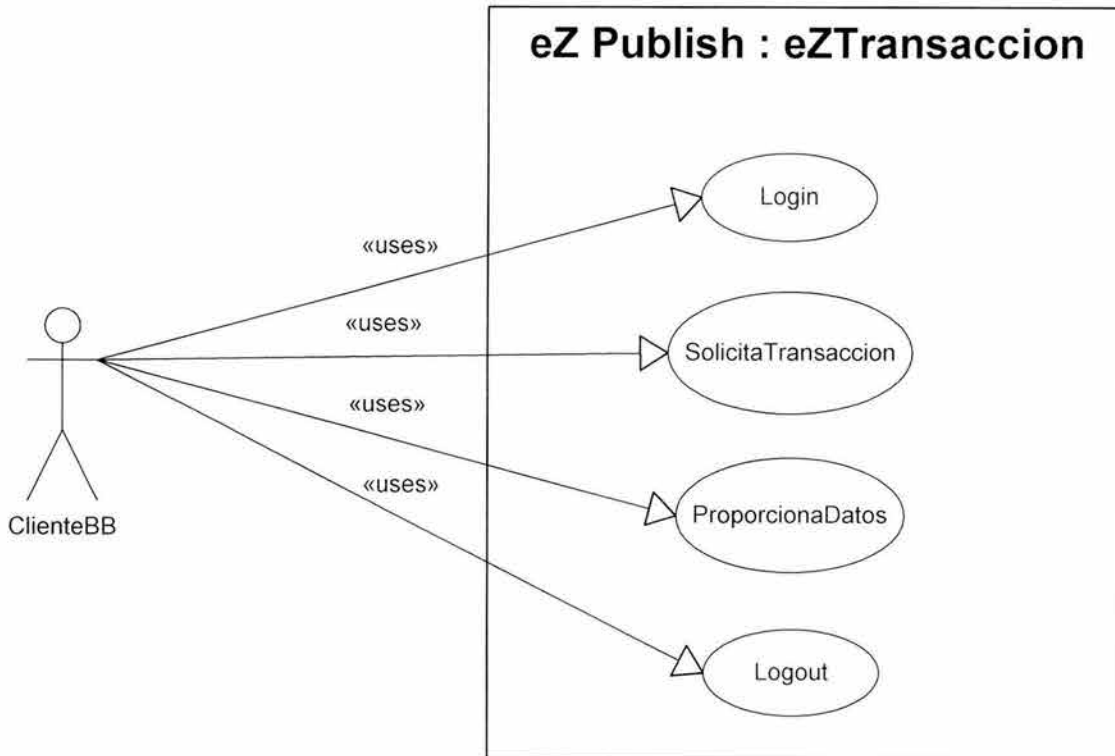 eZ Publish : eZTransaccion
Login
«uses»
«uses»
SolicitaTransaccion
«uses»
«uses»
ProporcionaDatos
ClienteBB
Logout